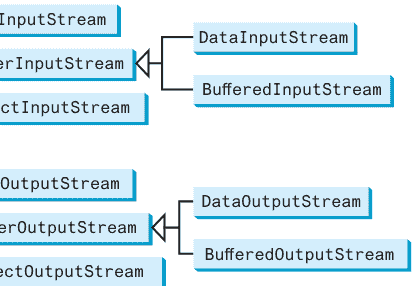 InputStream
DataInputStream
erInputStream
BufferedInputStream
ctInputStream
OutputStream
DataOutputStream
erOutputStream
BufferedOutputStream
ectOutputStream